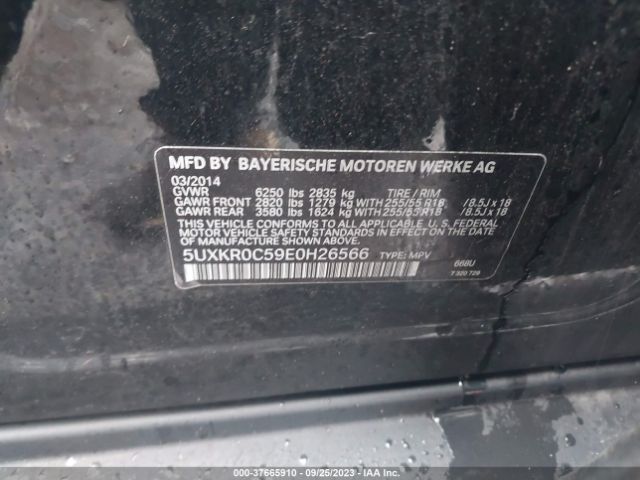 MFD BY BAYERISCHE MOTOREN WERKE AG
03/2014
GVWR 6250 lbs 2835 kg TIRE / RIM
GAWR FRONT 2820 lbs 1279 kg WITH 255/55 R18 /8.5J x 18
GAWR REAR 3580 lbs 1624 kg WITH 255/55 R18 /8.5J x 18
THIS VEHICLE CONFORMS TO ALL APPLICABLE U. S. FEDERAL
MOTOR VEHICLE SAFETY STANDARDS IN EFFECT ON THE DATE OF
MANUFACTURE SHOWN ABOVE.
5UXKR0C59E0H26566 TYPE: MPV 668U
7 320 729
000-37665910 - 09/25/2023 - IAA Inc.